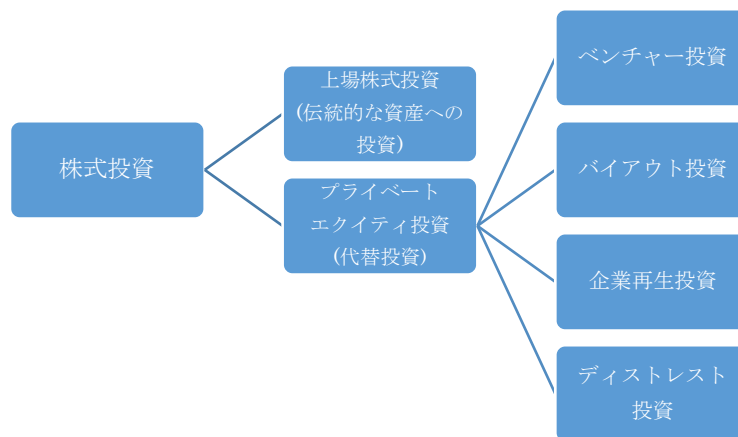 株式投資
上場株式投資
(伝統的な資産への
投資)
プライベート
エクイティ投資
(代替投資)
ベンチャー投資
バイアウト投資
企業再生投資
ディストレスト
投資